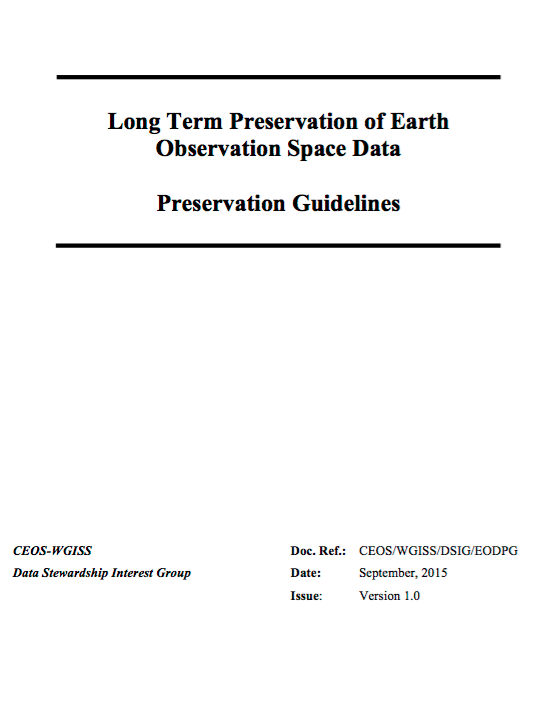 Long Term Preservation of Earth
Observation Space Data
Preservation Guidelines
CEOS-WGISS
Data Stewardship Interest Group
Doc. Ref.: CEOS/WGISS/DSIG/EODPG
Date: September, 2015
Issue: Version 1.0